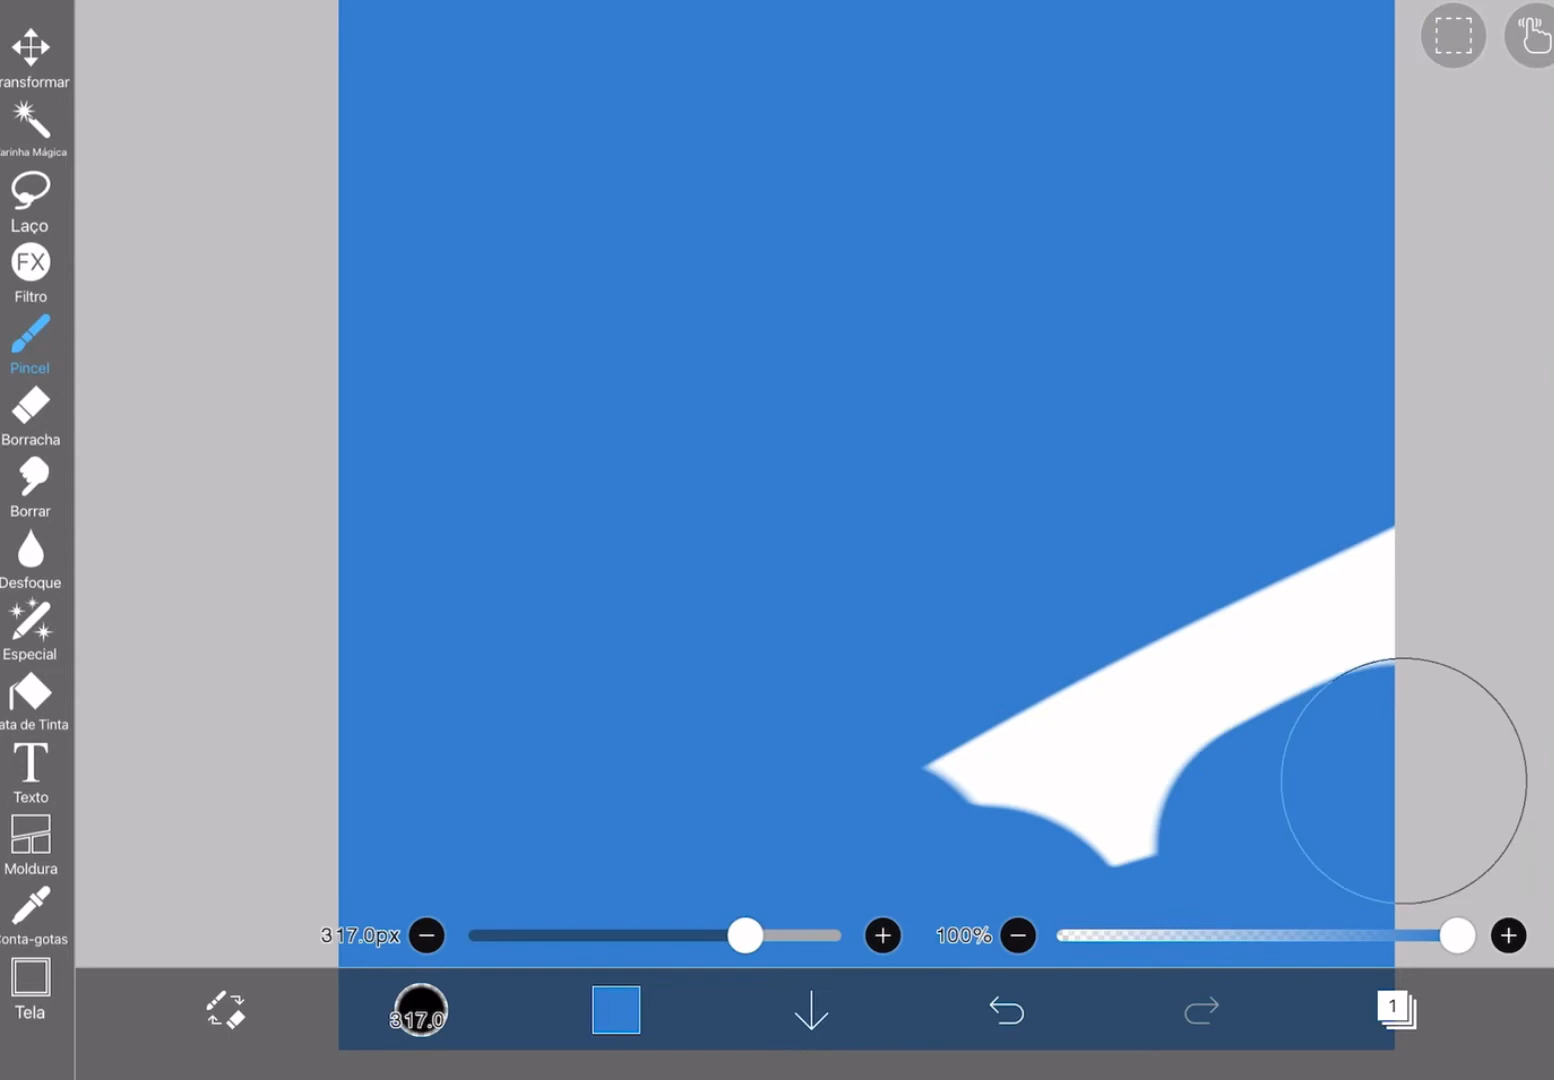 ransformar
arinha Mágica
Laço
FX
Filtro
Pincel
Borracha
Borrar
Desfoque
Especial
ata de Tinta
T
Texto
Moldura
onta-gotas
Tela
317.0px
100%
317.0
1